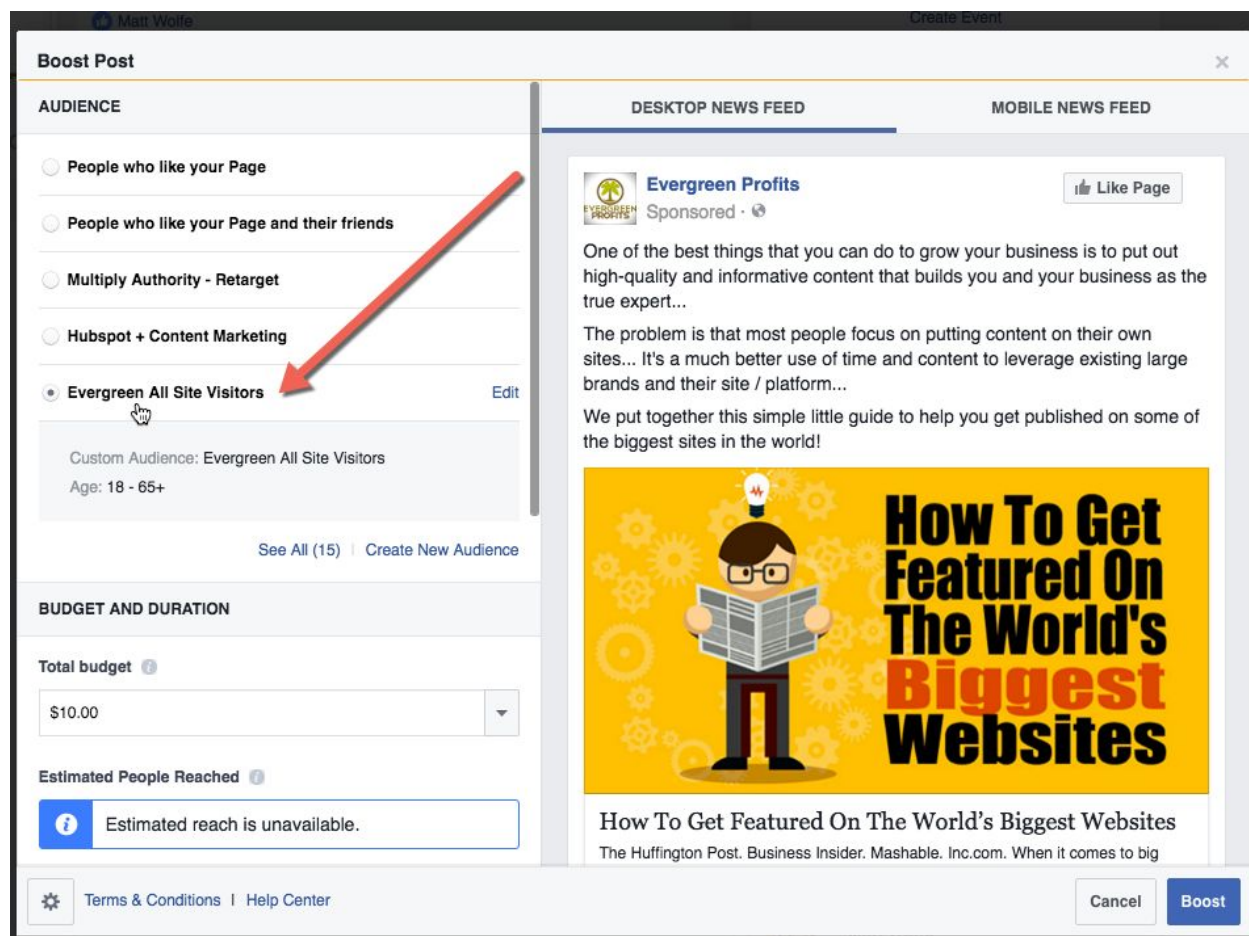 Matt Wolfe
Create Event
Boost Post
AUDIENCE
People who like your Page
People who like your Page and their friends
Multiply Authority - Retarget
Hubspot + Content Marketing
Evergreen All Site Visitors
Edit
Custom Audience: Evergreen All Site Visitors
Age: 18 - 65+
See All (15) | Create New Audience
BUDGET AND DURATION
Total budget
$10.00
Estimated People Reached
Estimated reach is unavailable.
Terms & Conditions I Help Center
DESKTOP NEWS FEED
MOBILE NEWS FEED
EVERGREEN
PROFITS
Evergreen Profits
Sponsored ·
Like Page
One of the best things that you can do to grow your business is to put out
high-quality and informative content that builds you and your business as the
true expert...
The problem is that most people focus on putting content on their own
sites... It's a much better use of time and content to leverage existing large
brands and their site / platform...
We put together this simple little guide to help you get published on some of
the biggest sites in the world!
How To Get
Featured On
The World's
Biggest
Websites
How To Get Featured On The World’s Biggest Websites
The Huffington Post. Business Insider. Mashable. Inc.com. When it comes to big
Cancel
Boost